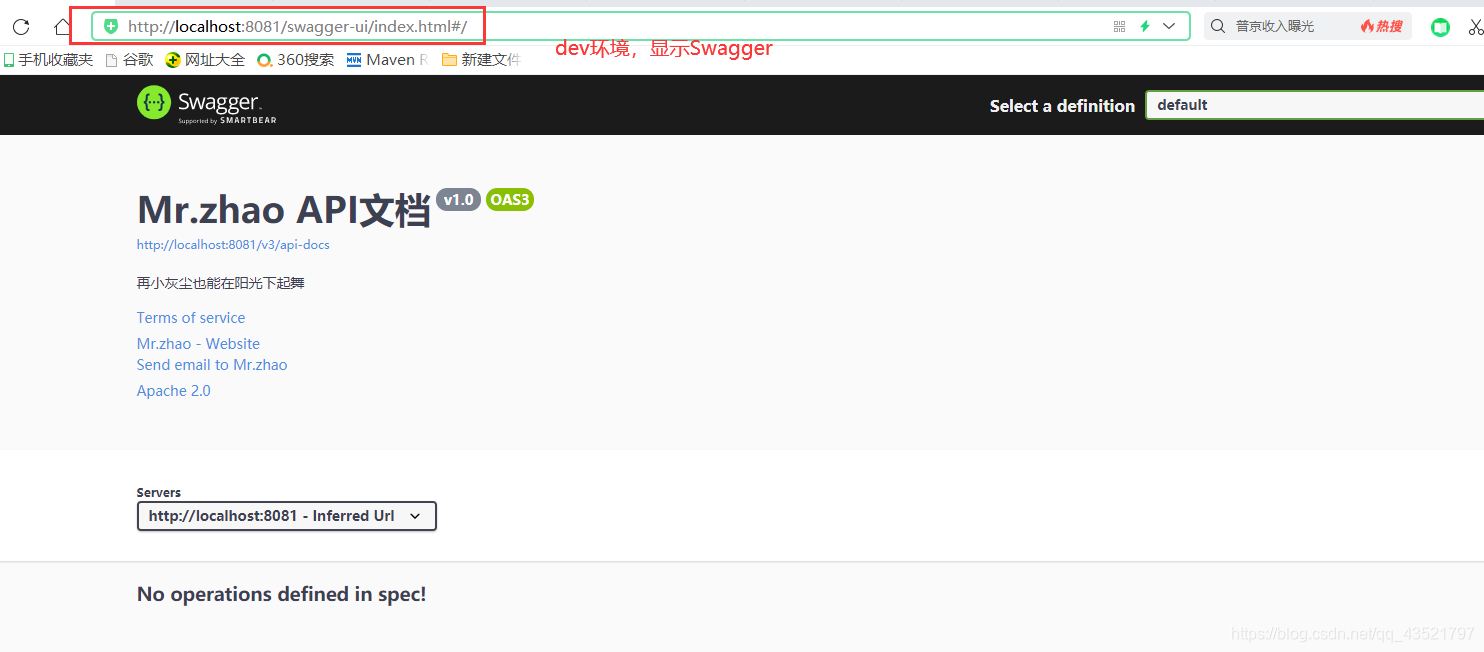 http://localhost:8081/swagger-ui/index.html#/ 普京收入曝光 热搜
dev环境，显示Swagger
手机收藏夹 谷歌 网址大全 360搜索 MVN Maven R 新建文件
{··} Swagger. Select a definition default
Supported by SMARTBEAR
Mr.zhao API文档 v1.0 OAS3
http://localhost:8081/v3/api-docs
再小灰尘也能在阳光下起舞
Terms of service
Mr.zhao - Website
Send email to Mr.zhao
Apache 2.0
Servers
http://localhost:8081 - Inferred Url
No operations defined in spec!
https://blog.csdn.net/qq_43521797